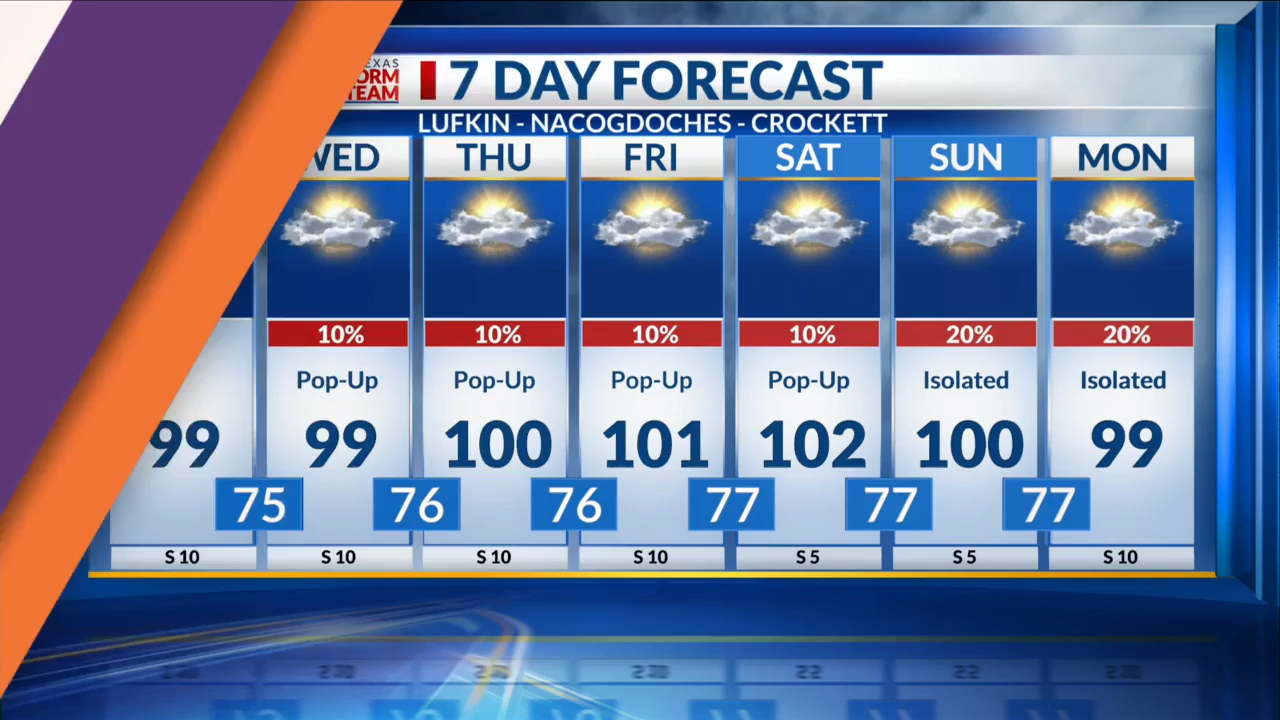 7 DAY FORECAST
LUFKIN - NACOGDOCHES - CROCKETT
WED THU FRI SAT SUN MON
10% 10% 10% 10% 20% 20%
Pop-Up Pop-Up Pop-Up Pop-Up Isolated Isolated
99 99 100 101 102 100 99
75 76 76 77 77 77
S 10 S 10 S 10 S 10 S 5 S 5 S 10